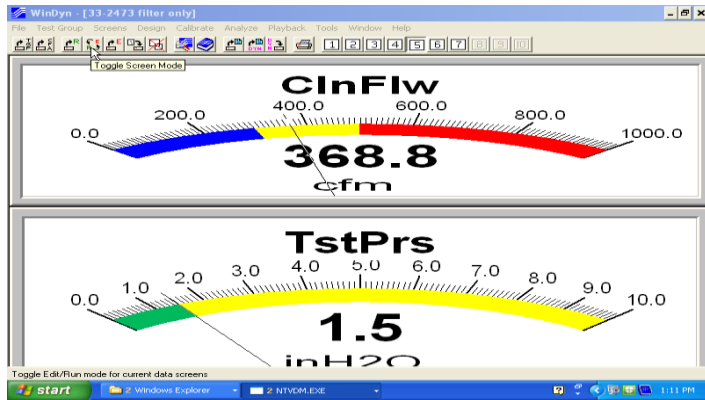 WinDyn - [33-2473 filter only]
File Test Group Screens Design Calibrate Analyze Playback Tools Window Help
1 2 3 4 5 6 7 8 9 10
Toggle Screen Mode
ClnFlw
0.0 200.0 400.0 600.0 800.0 1000.0
368.8
cfm
TstPrs
0.0 1.0 2.0 3.0 4.0 5.0 6.0 7.0 8.0 9.0 10.0
1.5
inH2O
Toggle Edit/Run mode for current data screens
start 2 Windows Explorer 2 NTVDM.EXE 1:11 PM